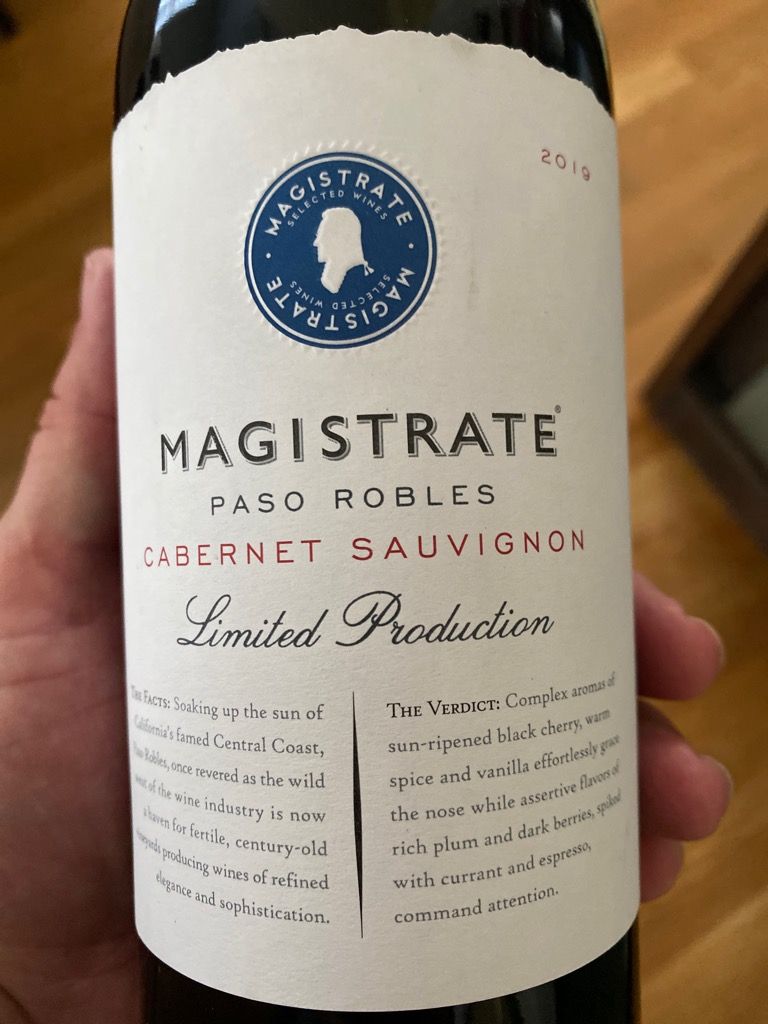 2019
MAGISTRATE
SELECTED WINES
MAGISTRATE
SELECTED WINES
MAGISTRATE®
PASO ROBLES
CABERNET SAUVIGNON
Limited Production
THE FACTS: Soaking up the sun of
California's famed Central Coast,
Paso Robles, once revered as the wild
west of the wine industry is now
a haven for fertile, century-old
vineyards producing wines of refined
elegance and sophistication.
THE VERDICT: Complex aromas of
sun-ripened black cherry, warm
spice and vanilla effortlessly grace
the nose while assertive flavors of
rich plum and dark berries, spiked
with currant and espresso,
command attention.